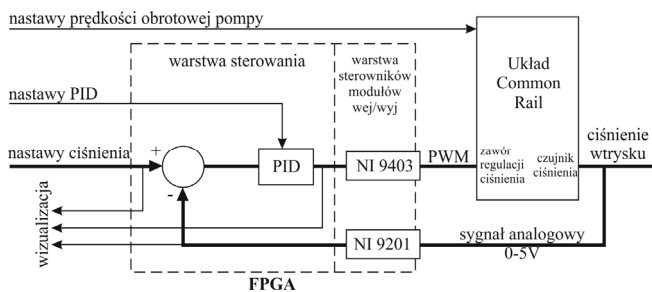 nastawy prędkości obrotowej pompy
warstwa sterowania
warstwa
sterowników
modułów
wej/wyj
Układ
Common
Rail
nastawy PID
nastawy ciśnienia
+
-
PID
NI 9403
PWM
zawór
regulacji
ciśnienia
czujnik
ciśnienia
ciśnienie
wtrysku
wizualizacja
NI 9201
sygnał analogowy
0-5V
FPGA